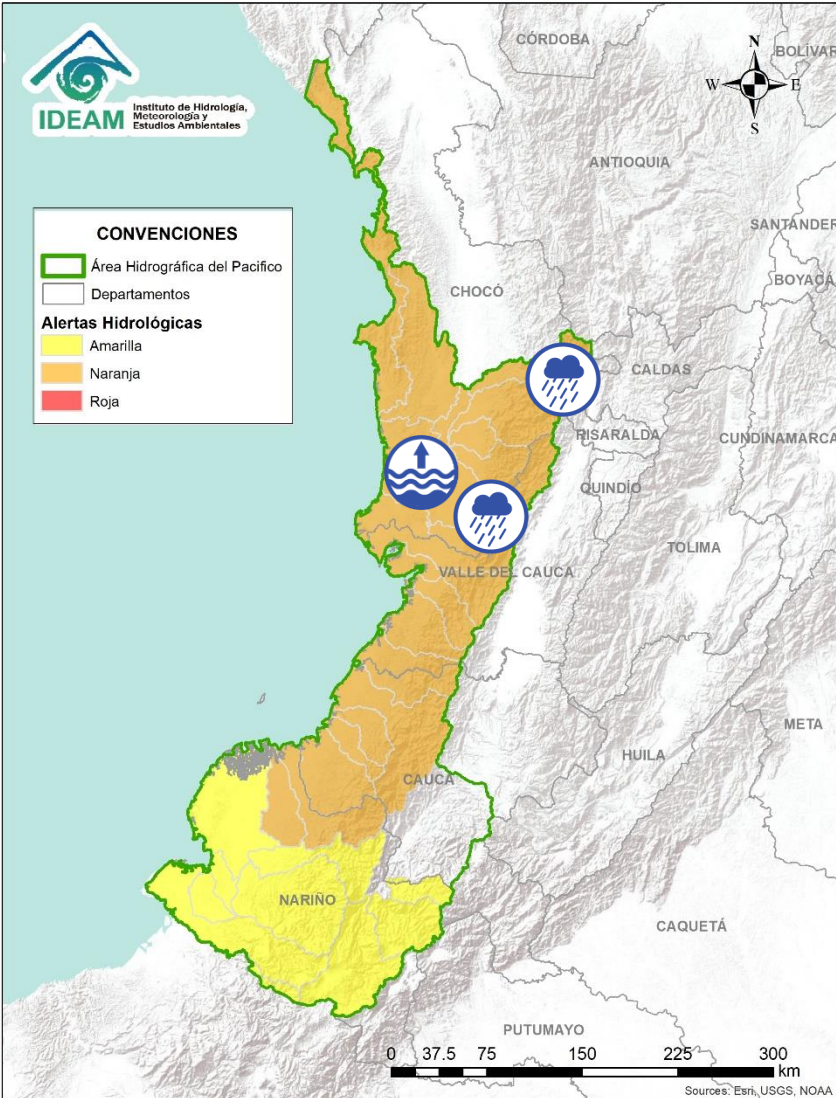 IDEAM
Instituto de Hidrología,
Meteorología y
Estudios Ambientales
CÓRDOBA
BOLÍVAR
N
W
E
S
ANTIOQUIA
SANTANDER
CONVENCIONES
Área Hidrográfica del Pacifico
Departamentos
Alertas Hidrológicas
Amarilla
Naranja
Roja
CHOCÓ
BOYACÁ
CALDAS
RISARALDA
CUNDINAMARCA
QUINDÍO
TOLIMA
VALLE DEL CAUCA
META
HUILA
CAUCA
NARIÑO
CAQUETÁ
PUTUMAYO
0 37.5 75 150 225 300
km
Sources: Esri, USGS, NOAA